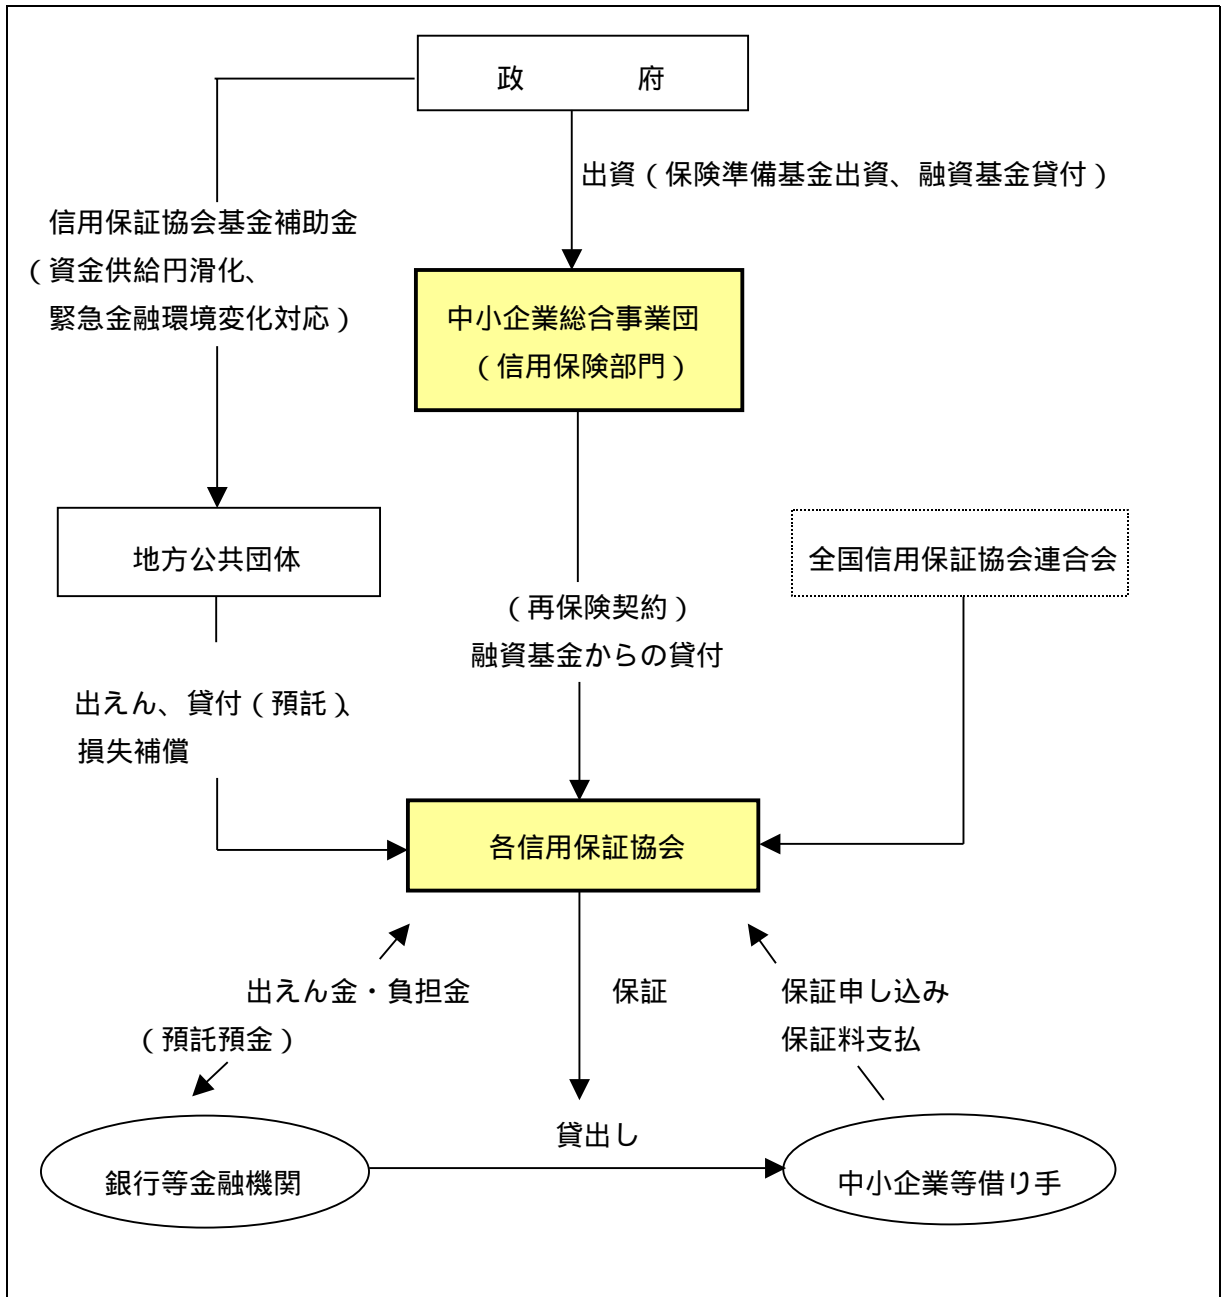 政　　　　府
出資（保険準備基金出資、融資基金貸付）
信用保証協会基金補助金
（資金供給円滑化、
緊急金融環境変化対応）
中小企業総合事業団
（信用保険部門）
地方公共団体
全国信用保証協会連合会
（再保険契約）
融資基金からの貸付
出えん、貸付（預託）、
損失補償
各信用保証協会
出えん金・負担金
（預託預金）
保証
保証申し込み
保証料支払
貸出し
銀行等金融機関
中小企業等借り手